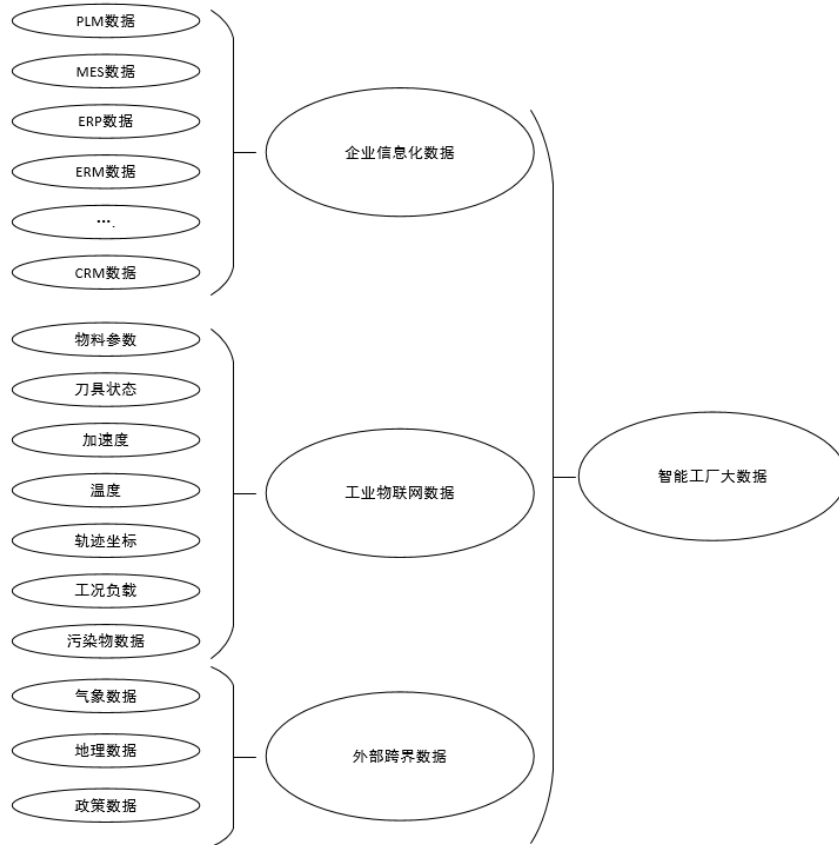 PLM数据
MES数据
ERP数据
ERM数据
….
CRM数据
企业信息化数据
物料参数
刀具状态
加速度
温度
轨迹坐标
工况负载
污染物数据
工业物联网数据
气象数据
地理数据
政策数据
外部跨界数据
智能工厂大数据